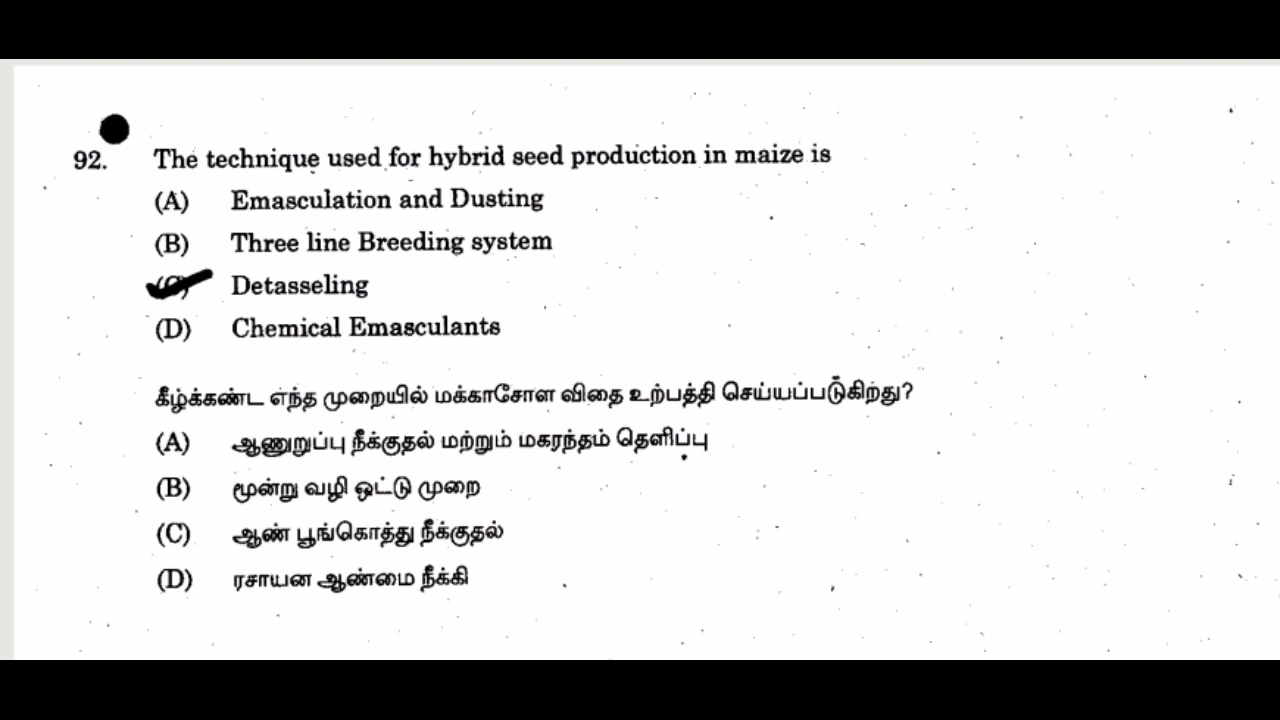 92. The technique used for hybrid seed production in maize is
(A) Emasculation and Dusting
(B) Three line Breeding system
(C) Detasseling
(D) Chemical Emasculants
கீழ்க்கண்ட எந்த முறையில் மக்காசோள விதை உற்பத்தி செய்யப்படுகிறது?
(A) ஆணுறுப்பு நீக்குதல் மற்றும் மகரந்தம் தெளிப்பு
(B) மூன்று வழி ஒட்டு முறை
(C) ஆண் பூங்கொத்து நீக்குதல்
(D) ரசாயன ஆண்மை நீக்கி